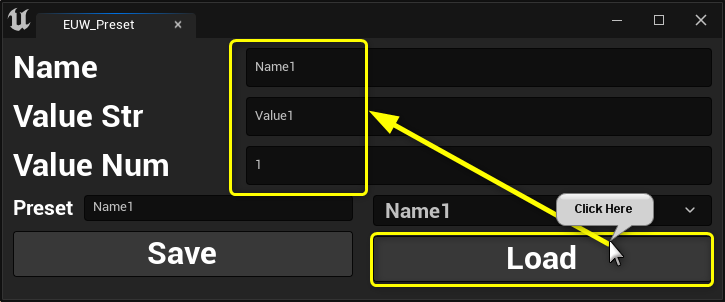 EUW_Preset
Name Name1
Value Str Value1
Value Num 1
Preset Name1 Name1
Click Here
Save Load